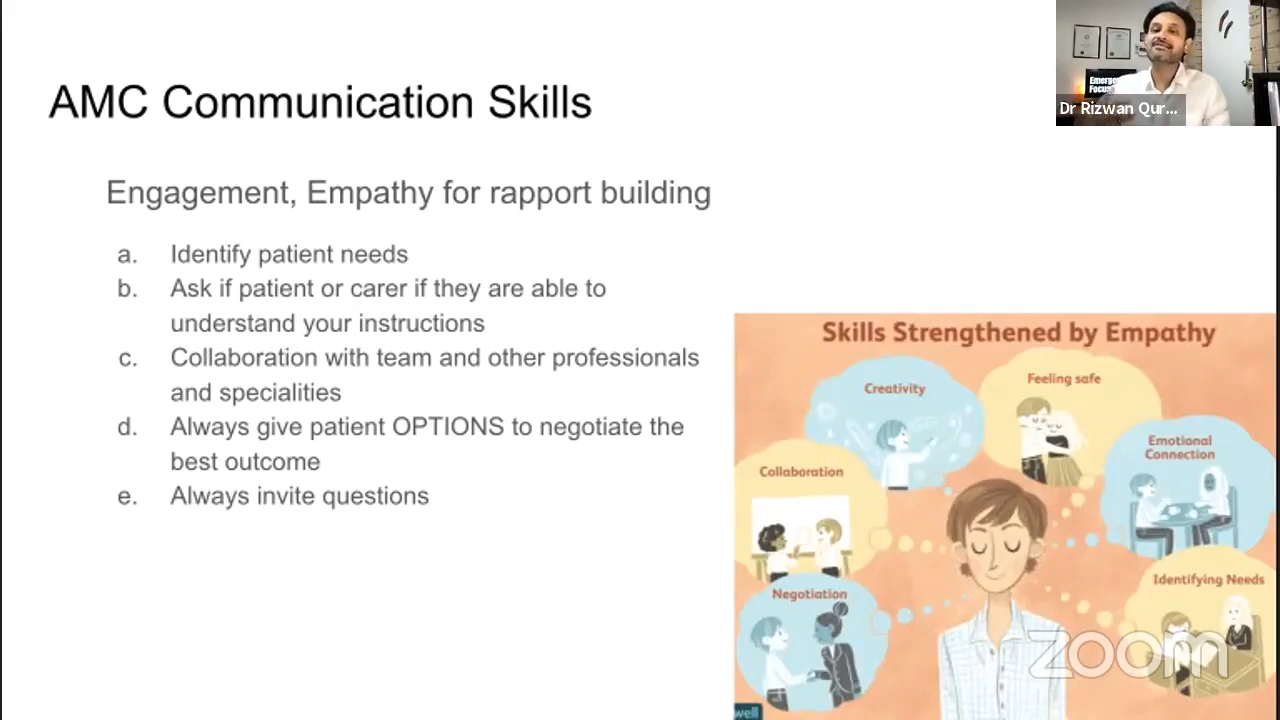 AMC Communication Skills
Dr Rizwan Qur...
Engagement, Empathy for rapport building
a. Identify patient needs
b. Ask if patient or carer if they are able to
understand your instructions
c. Collaboration with team and other professionals
and specialities
d. Always give patient OPTIONS to negotiate the
best outcome
e. Always invite questions
Skills Strengthened by Empathy
Creativity
Feeling safe
Emotional
Connection
Collaboration
Identifying Needs
Negotiation
zoom
well